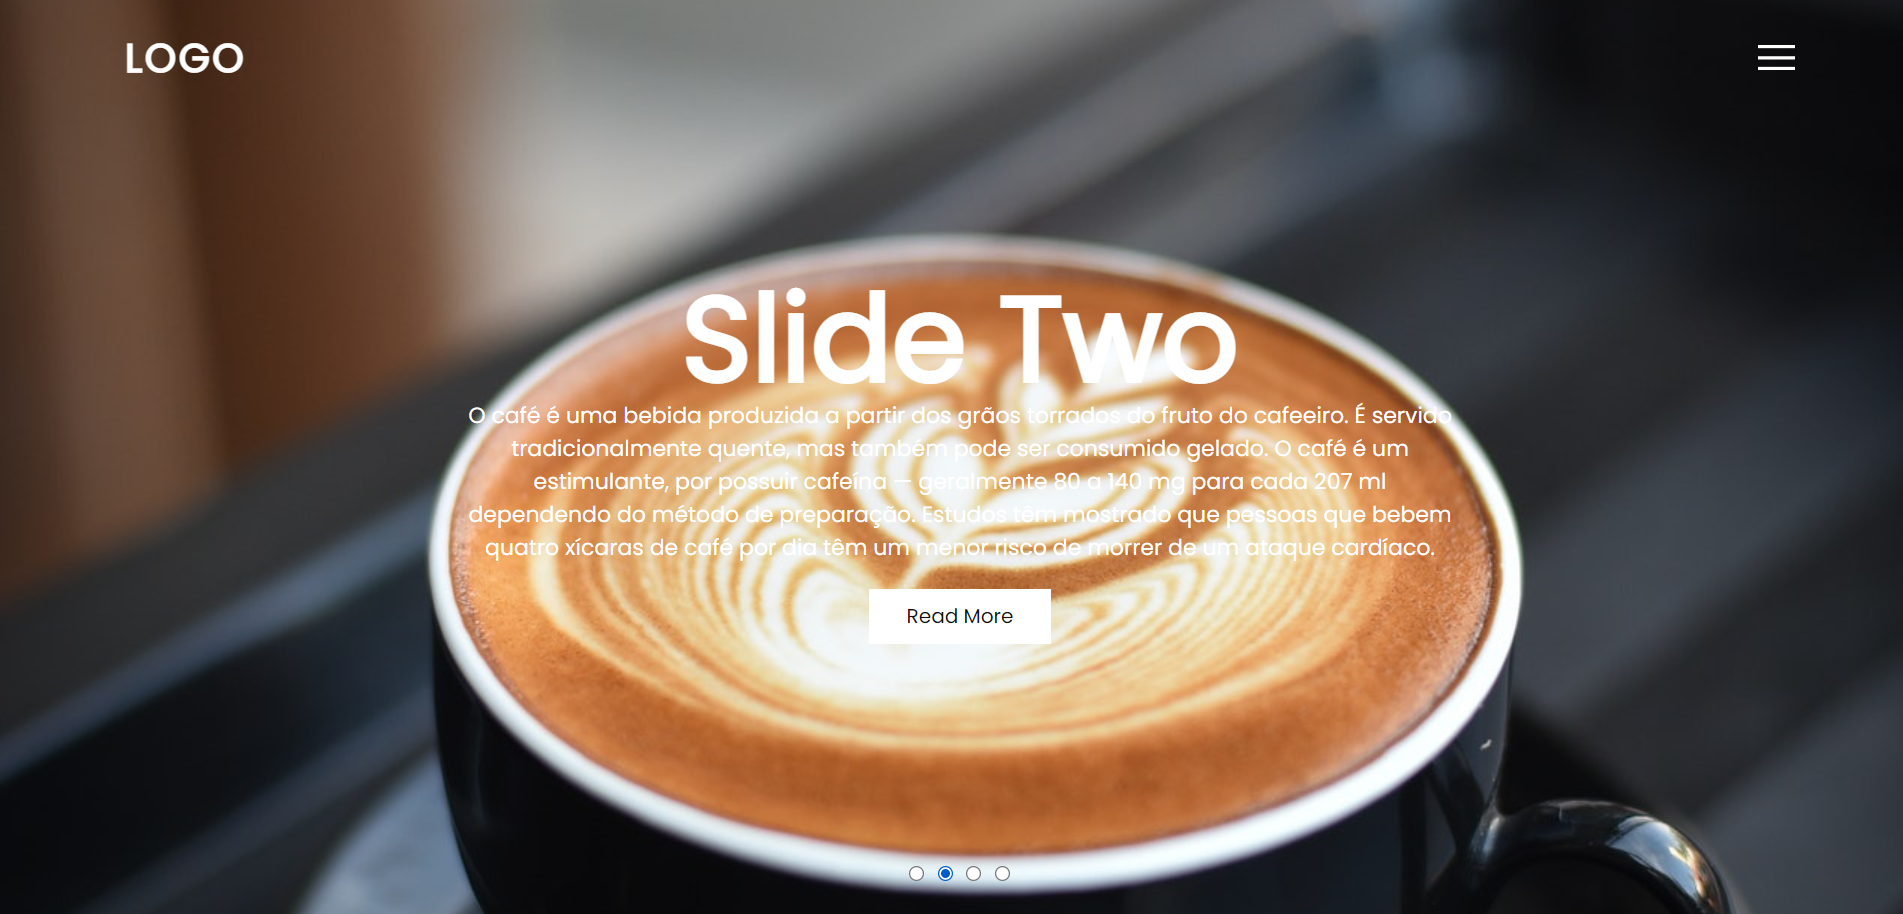 LOGO
Slide Two
O café é uma bebida produzida a partir dos grãos torrados do fruto do cafeeiro. É servido
tradicionalmente quente, mas também pode ser consumido gelado. O café é um
estimulante, por possuir cafeína — geralmente 80 a 140 mg para cada 207 ml
dependendo do método de preparação. Estudos têm mostrado que pessoas que bebem
quatro xícaras de café por dia têm um menor risco de morrer de um ataque cardíaco.
Read More